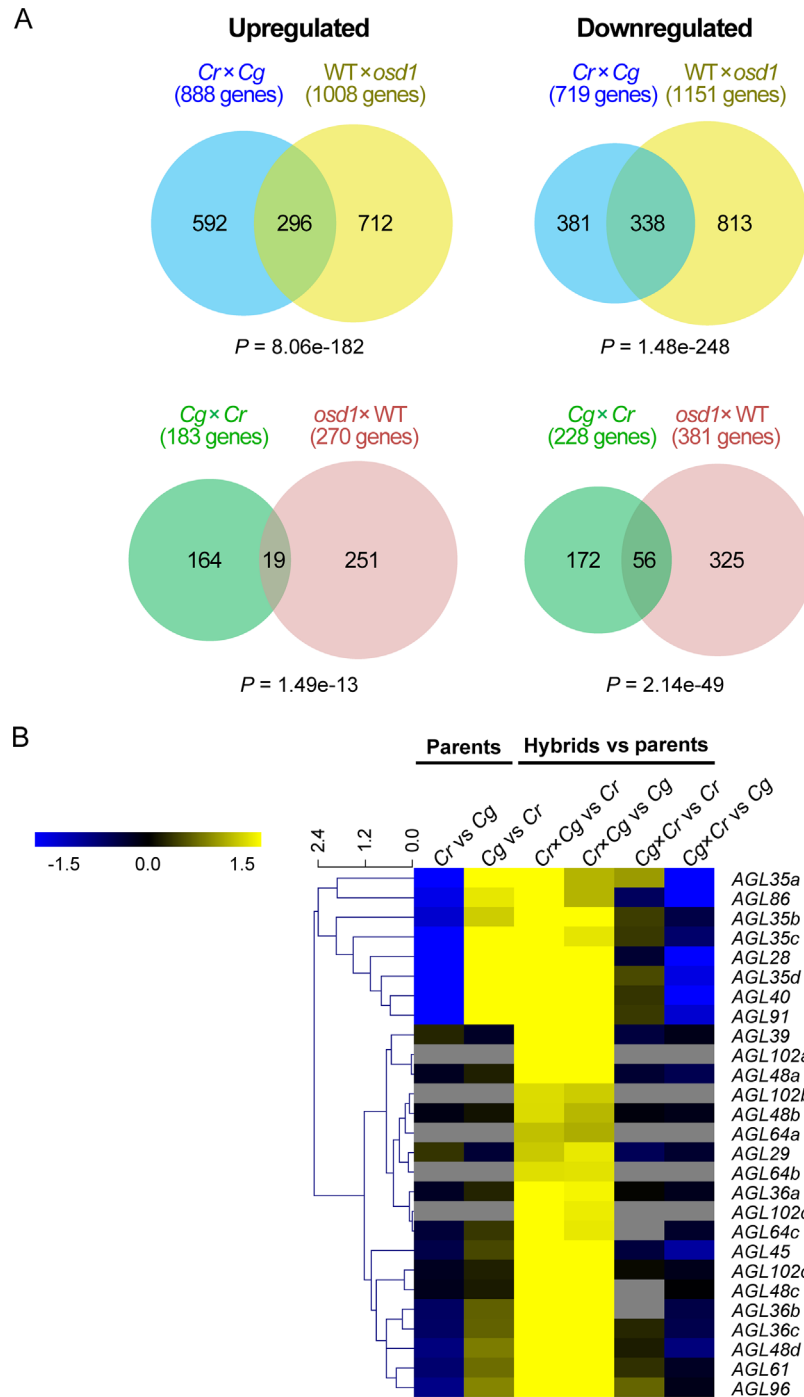 A
Upregulated
Downregulated
Cr × Cg
(888 genes)
WT × osd1
(1008 genes)
Cr × Cg
(719 genes)
WT × osd1
(1151 genes)
592
296
712
381
338
813
P = 8.06e-182
P = 1.48e-248
Cg × Cr
(183 genes)
osd1 × WT
(270 genes)
Cg × Cr
(228 genes)
osd1 × WT
(381 genes)
164
19
251
172
56
325
P = 1.49e-13
P = 2.14e-49
B
Parents
Hybrids vs parents
-1.5
0.0
1.5
2.4
1.2
0.0
Cr vs Cg
Cg vs Cr
Cr×Cg vs Cr
Cr×Cg vs Cg
Cg×Cr vs Cr
Cg×Cr vs Cg
AGL35a
AGL86
AGL35b
AGL35c
AGL28
AGL35d
AGL40
AGL91
AGL39
AGL102a
AGL48a
AGL102b
AGL48b
AGL64a
AGL29
AGL64b
AGL36a
AGL102c
AGL64c
AGL45
AGL48c
AGL36b
AGL36c
AGL48d
AGL61
AGL96